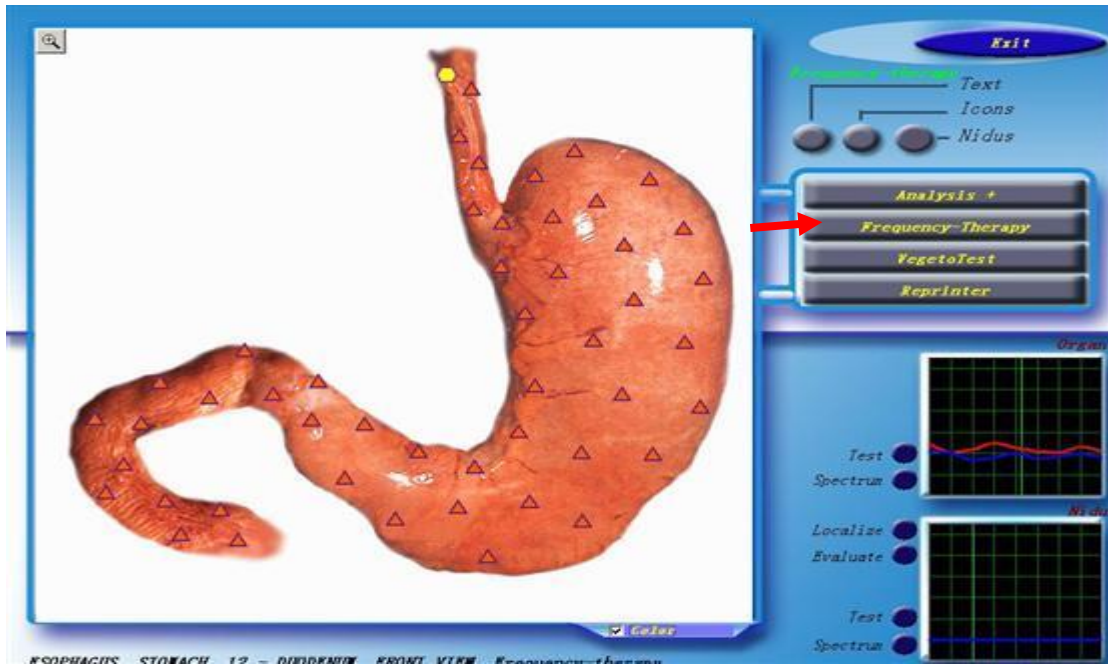 Exit
Frequency-therapy
Text
Icons
Nidus
Analysis +
Frequency-Therapy
VegetoTest
Reprinter
Organ
Test
Spectrum
Nidu
Localize
Evaluate
Test
Spectrum
Color
ESOPHAGUS, STOMACH, 12 - DUODENUM, FRONT VIEW, Frequency-therapy